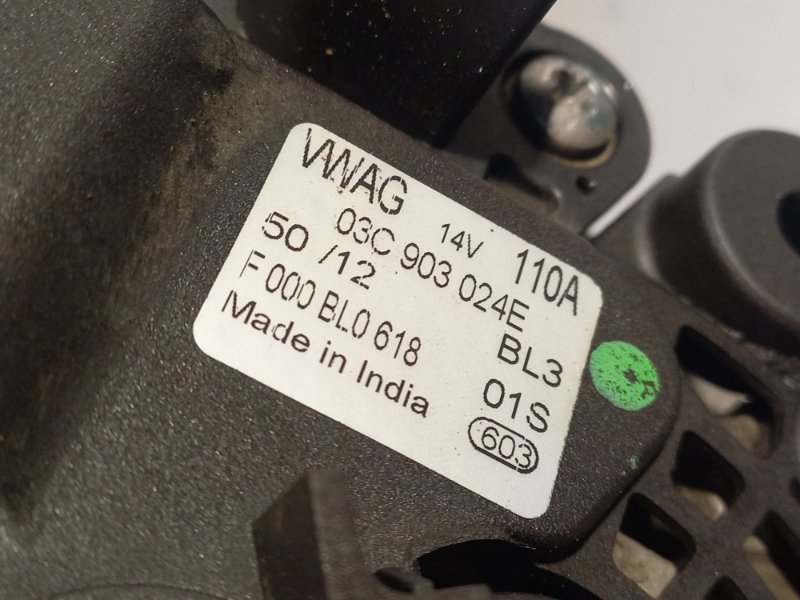 VWAG 14V 110A
03C 903 024E
50 /12 BL3
F 000 BL0 618 01S
Made in India 603